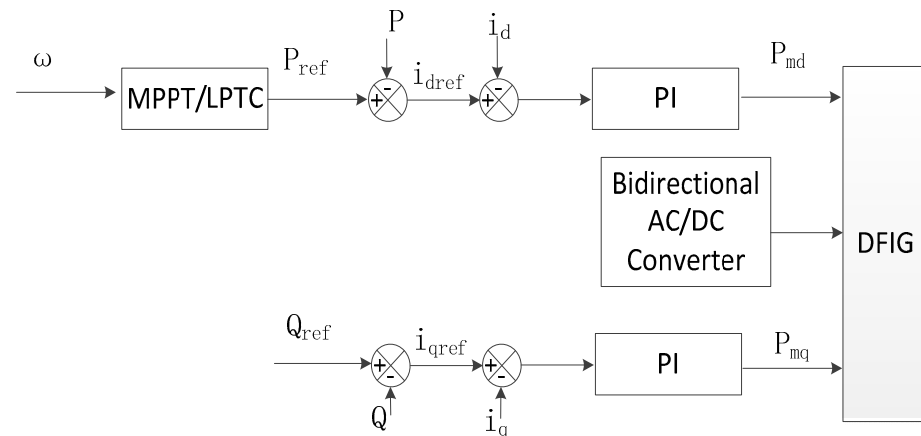 ω
MPPT/LPTC
P_ref
P
-
+
i_dref
i_d
-
+
PI
P_md
Bidirectional
AC/DC
Converter
DFIG
Q_ref
+
-
Q
i_qref
+
-
i_q
PI
P_mq